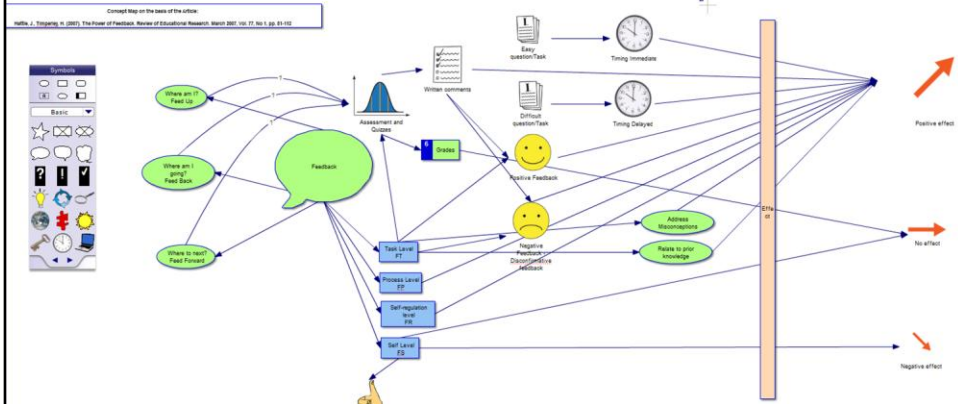 Concept Map on the basis of the Article:
Hattie, J., Timperley, H. (2007). The Power of Feedback. Review of Educational Research. March 2007, Vol. 77, No 1, pp. 81-112
Symbols
Basic
Where am I?
Feed Up
Where am I
going?
Feed Back
Where to next?
Feed Forward
?
?
?
Feedback
Assessment and
Quizzes
Written comments
6
Grades
1
Easy
question/Task
Timing Immediate
1
Difficult
question/Task
Timing Delayed
Positive Feedback
Negative
Feedback -
Disconfirmative
feedback
Task Level
FT
Process Level
FP
Self-regulation
level
FR
Self Level
FS
Address
Misconceptions
Relate to prior
knowledge
Effe
ct
Positive effect
No effect
Negative effect